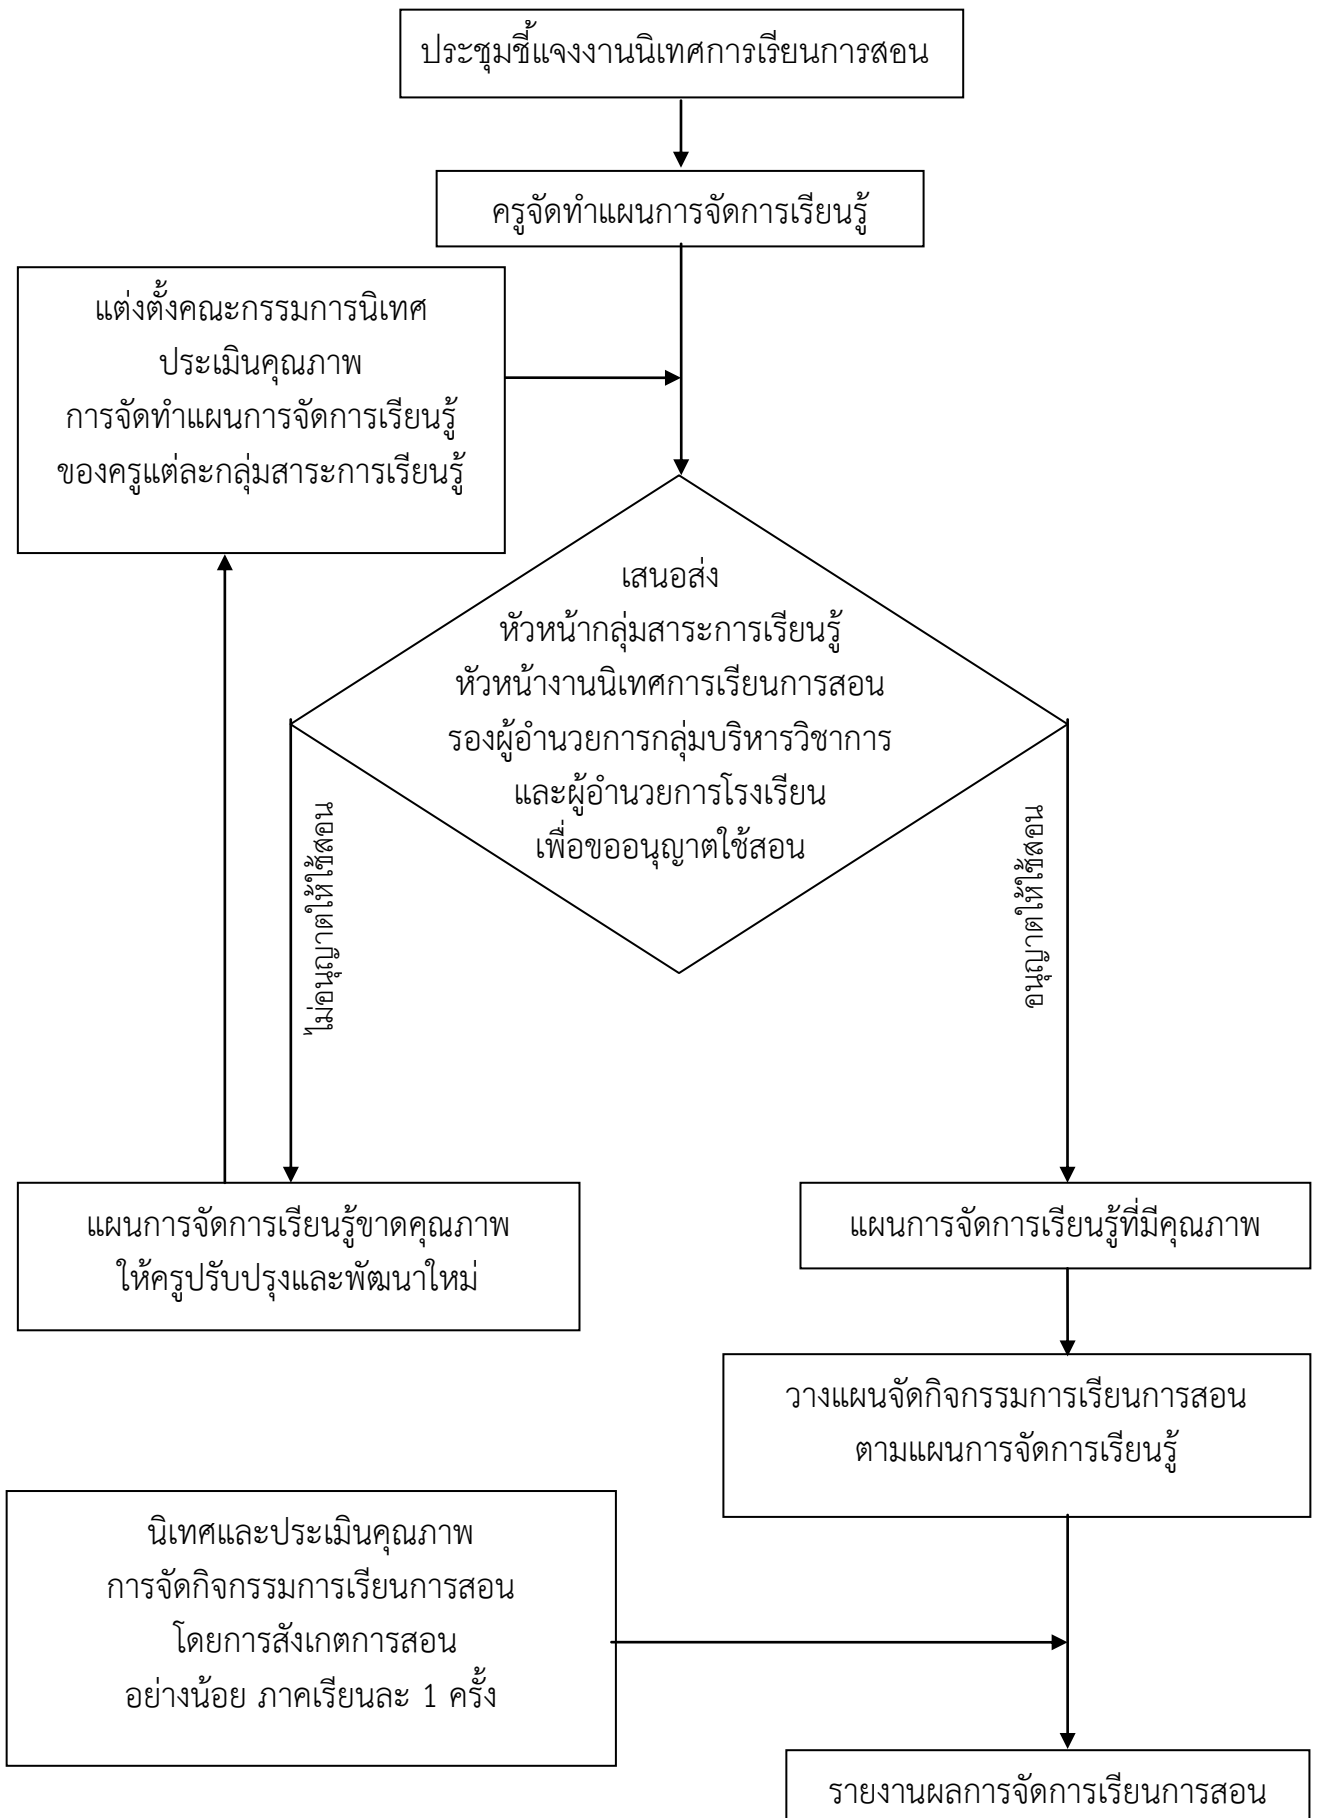 ประชุมชี้แจงงานนิเทศการเรียนการสอน
ครูจัดทำแผนการจัดการเรียนรู้
แต่งตั้งคณะกรรมการนิเทศ
ประเมินคุณภาพ
การจัดทำแผนการจัดการเรียนรู้
ของครูแต่ละกลุ่มสาระการเรียนรู้
เสนอส่ง
หัวหน้ากลุ่มสาระการเรียนรู้
หัวหน้างานนิเทศการเรียนการสอน
รองผู้อำนวยการกลุ่มบริหารวิชาการ
และผู้อำนวยการโรงเรียน
เพื่อขออนุญาตใช้สอน
ไม่อนุญาตให้ใช้สอน
อนุญาตให้ใช้สอน
แผนการจัดการเรียนรู้ขาดคุณภาพ
ให้ครูปรับปรุงและพัฒนาใหม่
แผนการจัดการเรียนรู้ที่มีคุณภาพ
วางแผนจัดกิจกรรมการเรียนการสอน
ตามแผนการจัดการเรียนรู้
นิเทศและประเมินคุณภาพ
การจัดกิจกรรมการเรียนการสอน
โดยการสังเกตการสอน
อย่างน้อย ภาคเรียนละ 1 ครั้ง
รายงานผลการจัดการเรียนการสอน